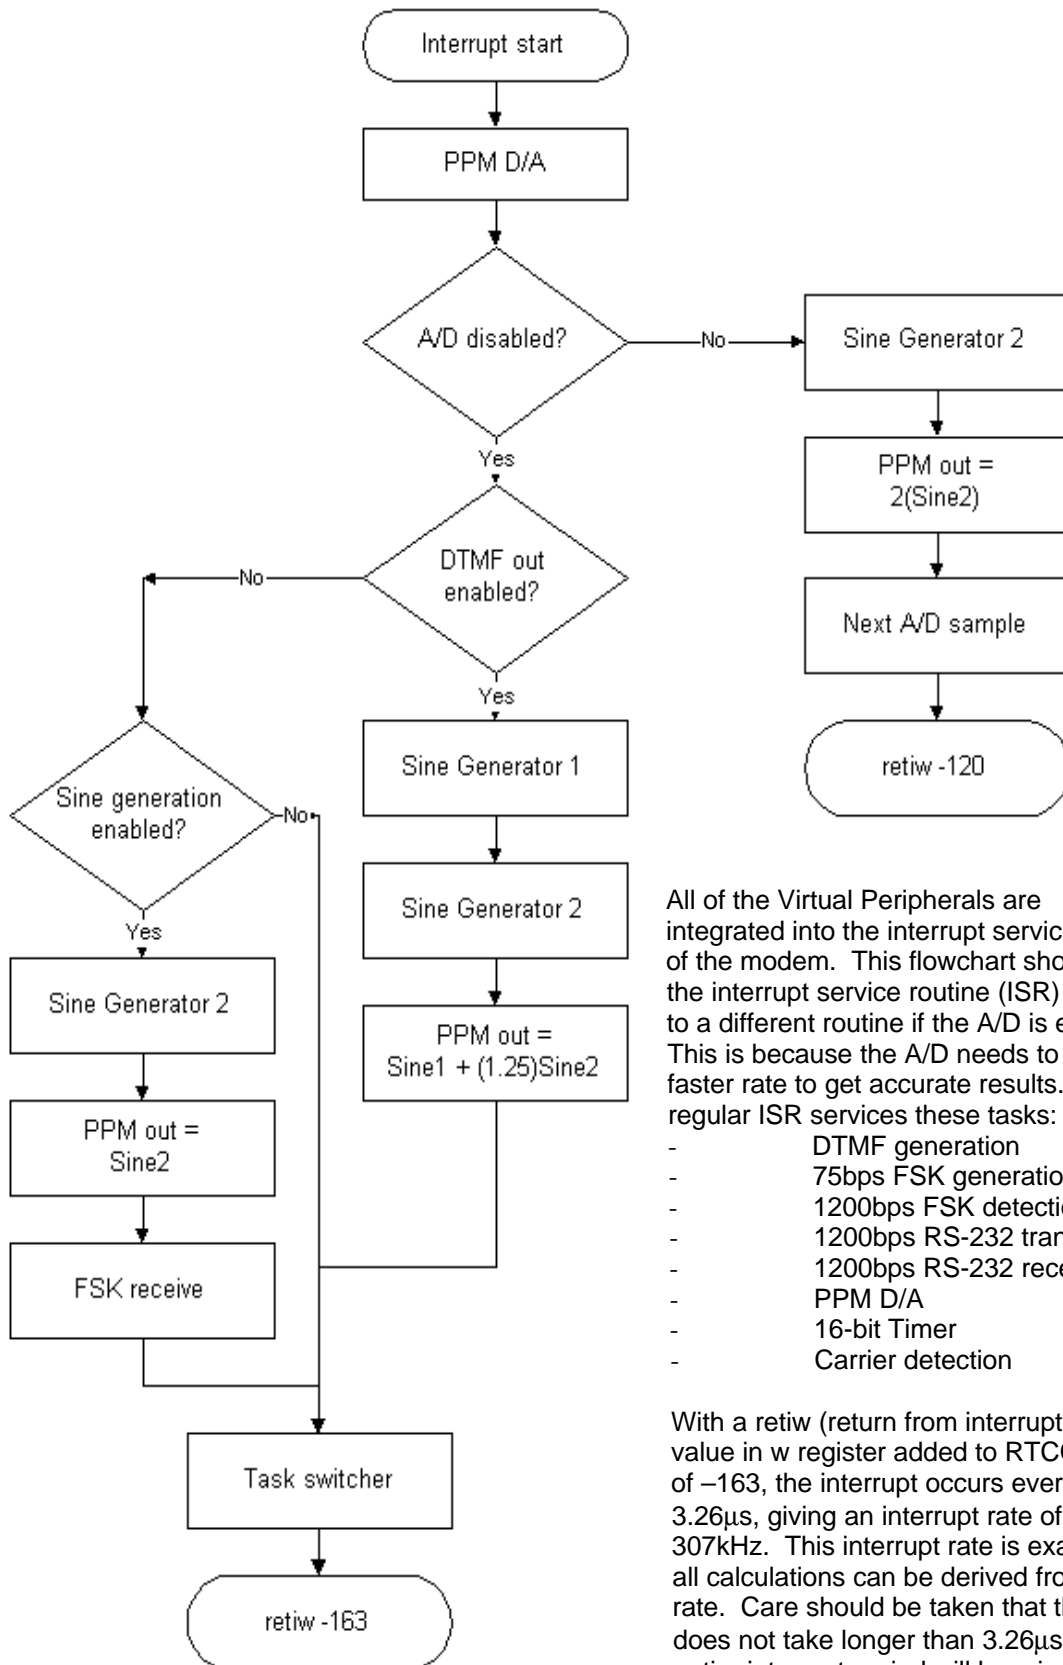 Interrupt start
PPM D/A
A/D disabled?
No
Sine Generator 2
PPM out =
2(Sine2)
Next A/D sample
retiw -120
Yes
DTMF out
enabled?
No
Yes
Sine Generator 1
Sine Generator 2
PPM out =
Sine1 + (1.25)Sine2
Sine generation
enabled?
No
Yes
Sine Generator 2
PPM out =
Sine2
FSK receive
Task switcher
retiw -163
All of the Virtual Peripherals are
integrated into the interrupt servic
of the modem. This flowchart sho
the interrupt service routine (ISR)
to a different routine if the A/D is e
This is because the A/D needs to
faster rate to get accurate results.
regular ISR services these tasks:
- DTMF generation
- 75bps FSK generatio
- 1200bps FSK detecti
- 1200bps RS-232 tran
- 1200bps RS-232 rece
- PPM D/A
- 16-bit Timer
- Carrier detection
With a retiw (return from interrupt
value in w register added to RTC
of –163, the interrupt occurs ever
3.26µs, giving an interrupt rate of
307kHz. This interrupt rate is exa
all calculations can be derived fro
rate. Care should be taken that t
does not take longer than 3.26µs